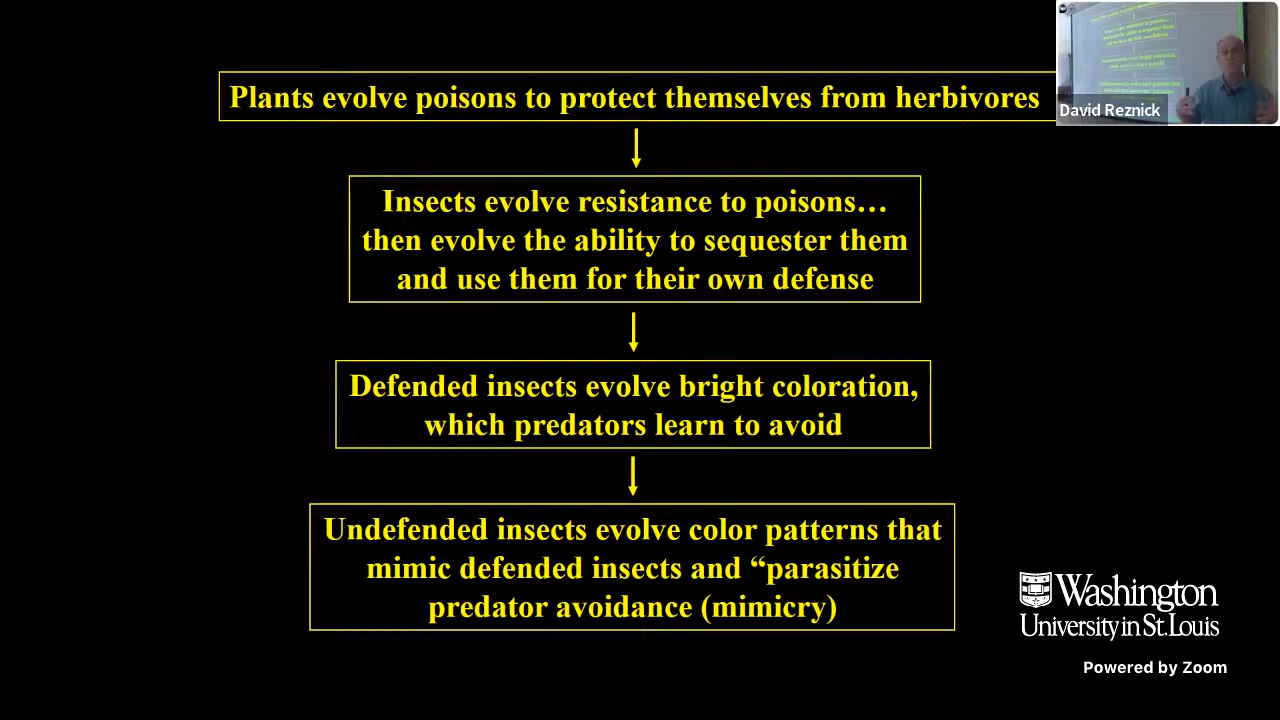 Plants evolve poisons to protect themselves from herbivores
David Reznick
Insects evolve resistance to poisons…
then evolve the ability to sequester them
and use them for their own defense
Defended insects evolve bright coloration,
which predators learn to avoid
Undefended insects evolve color patterns that
mimic defended insects and “parasitize
predator avoidance (mimicry)
Washington
University in St. Louis
Powered by Zoom